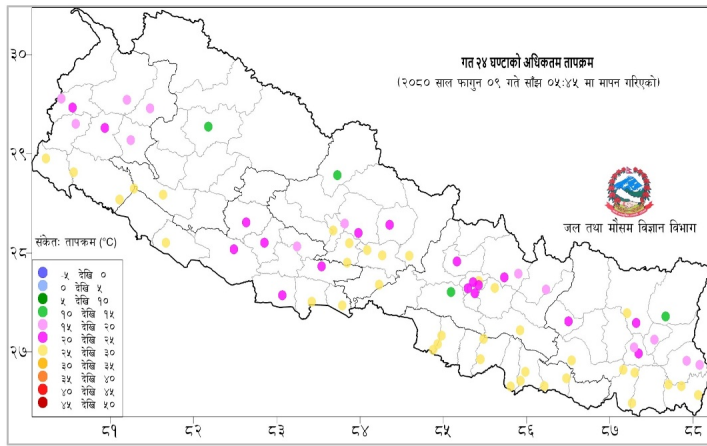 गत २४ घण्टाको अधिकतम तापक्रम
(२०८० साल फागुन ०९ गते साँझ ०५:४५ मा मापन गरिएको)
जल तथा मौसम विज्ञान विभाग
३०
२९
२८
२७
संकेतः तापक्रम (°C)
-५ देखि ०
० देखि ५
५ देखि १०
१० देखि १५
१५ देखि २०
२० देखि २५
२५ देखि ३०
३० देखि ३५
३५ देखि ४०
४० देखि ४५
४५ देखि ५०
८१ ८२ ८३ ८४ ८५ ८६ ८७ ८८